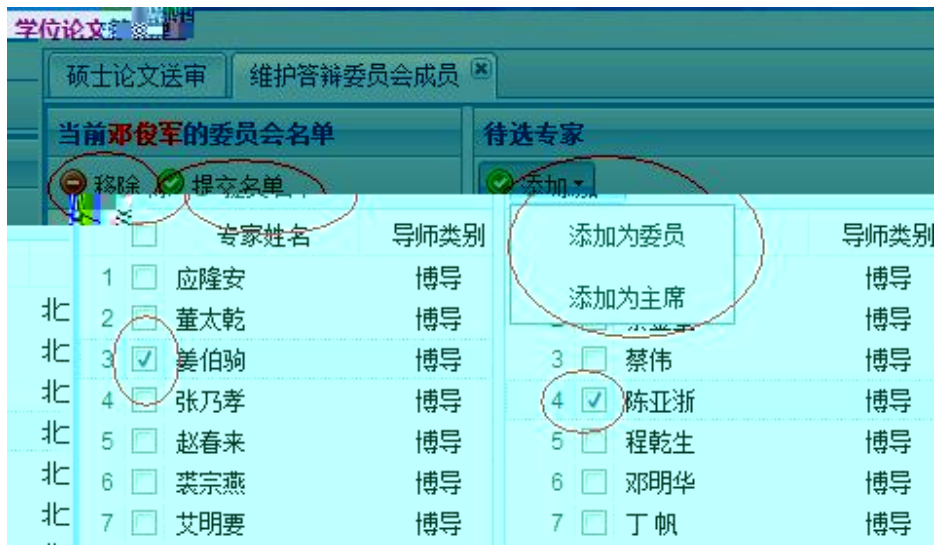 学位论文
硕士论文送审 维护答辩委员会成员
当前邓俊军的委员会名单 待选专家
移除 提交名单 添加
专家姓名 导师类别 添加为委员 导师类别
1 应隆安 博导 博导
添加为主席
北 2 董太乾 博导 博导
北 3 姜伯驹 博导 3 蔡伟 博导
北 4 张乃孝 博导 4 陈亚浙 博导
北 5 赵春来 博导 5 程乾生 博导
北 6 裘宗燕 博导 6 邓明华 博导
北 7 艾明要 博导 7 丁帆 博导